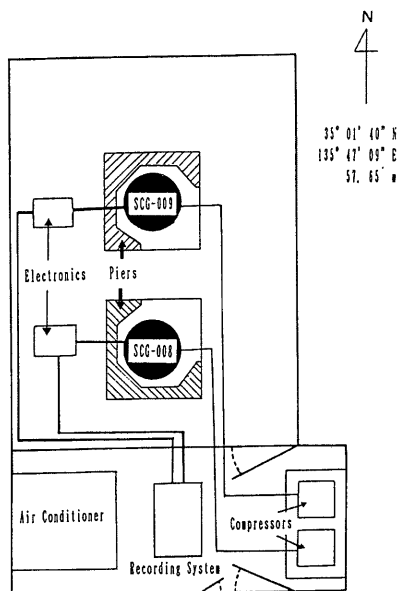 N
35° 01' 40" N
135° 47' 09" E
57. 65 m
SCG-009
Electronics
Piers
SCG-008
Air Conditioner
Compressors
Recording System